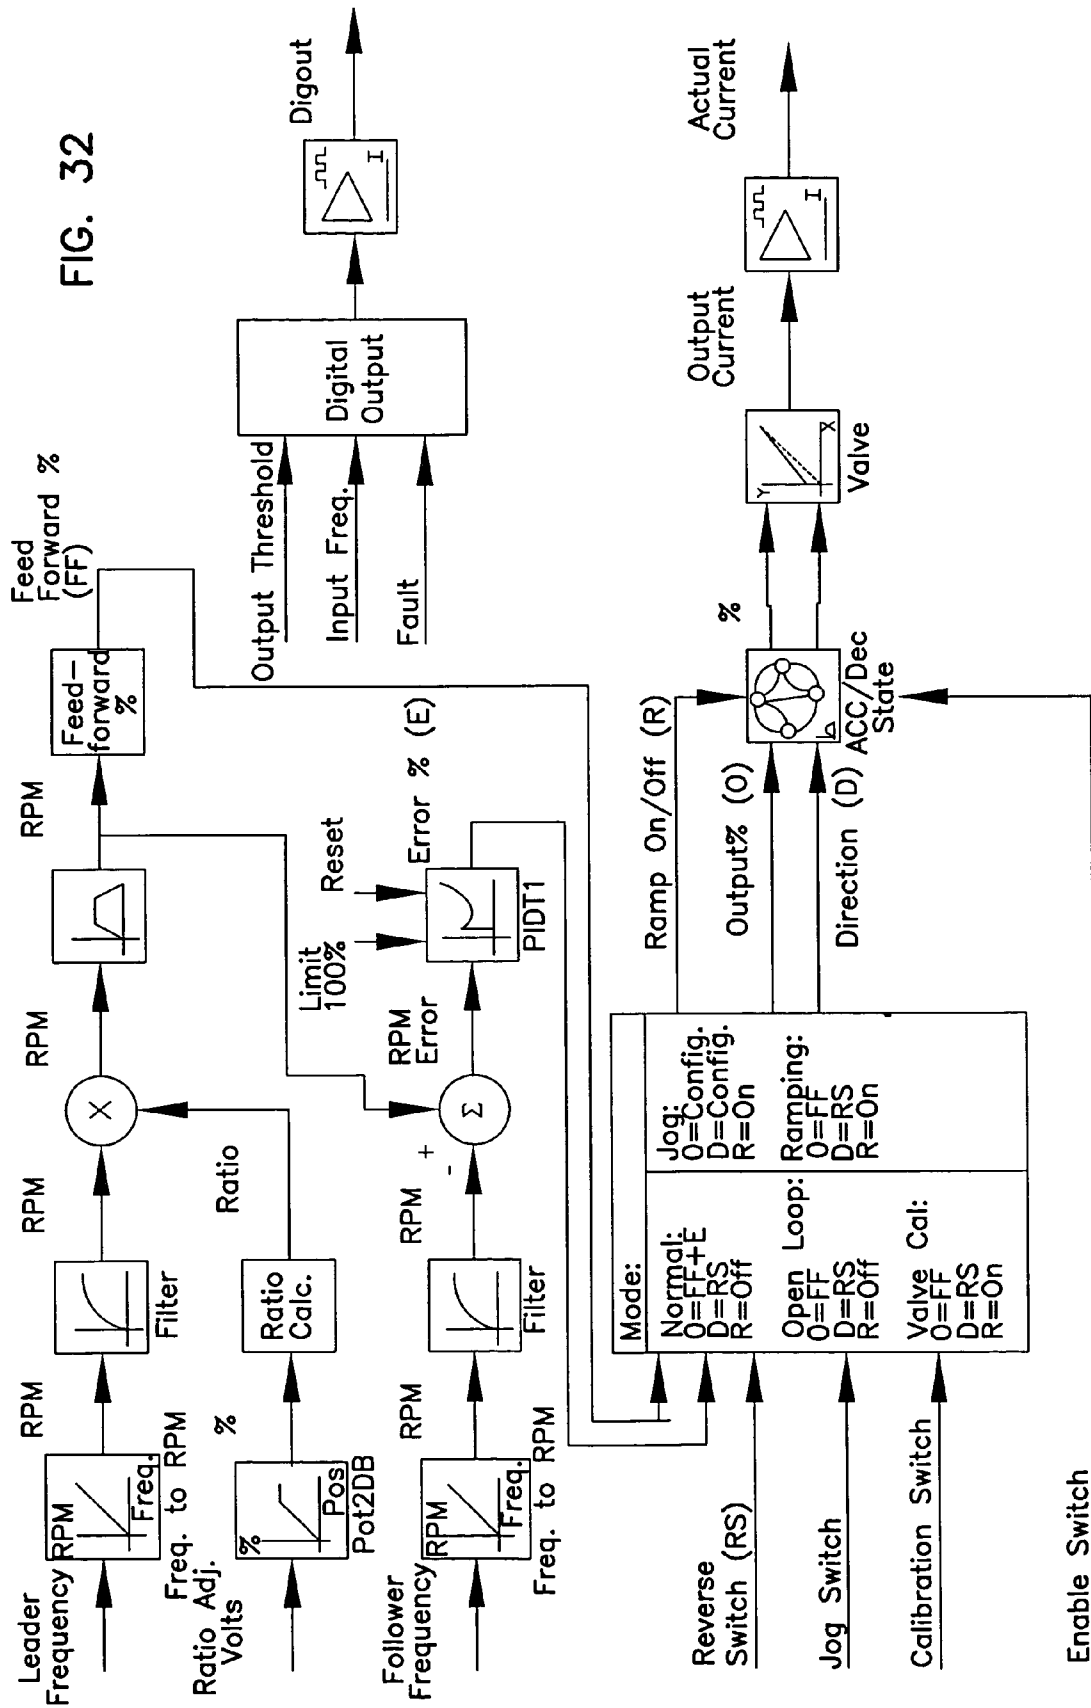 FIG. 32
Leader
Frequency
RPM
Freq.
Freq. to RPM
RPM
Filter
RPM
X
RPM
RPM
Feed-
forward
%
Feed
Forward %
(FF)
Ratio Adj.
Volts
%
Pos
Pot2DB
%
Ratio
Calc.
Ratio
Follower
Frequency
RPM
Freq.
Freq. to RPM
RPM
Filter
RPM
-
+
Σ
RPM
Error
Limit
100%
Reset
PIDT1
Error % (E)
Output Threshold
Input Freq.
Fault
Digital
Output
I
Digout
Reverse
Switch (RS)
Jog Switch
Calibration Switch
Enable Switch
Mode:
Normal:
O=FF+E
D=RS
R=Off
Open Loop:
O=FF
D=RS
R=Off
Valve Cal:
O=FF
D=RS
R=On
Jog:
O=Config.
D=Config.
R=On
Ramping:
O=FF
D=RS
R=On
Ramp On/Off (R)
Output% (O)
Direction (D)
ACC/Dec
State
%
Y
X
Valve
Output
Current
I
Actual
Current